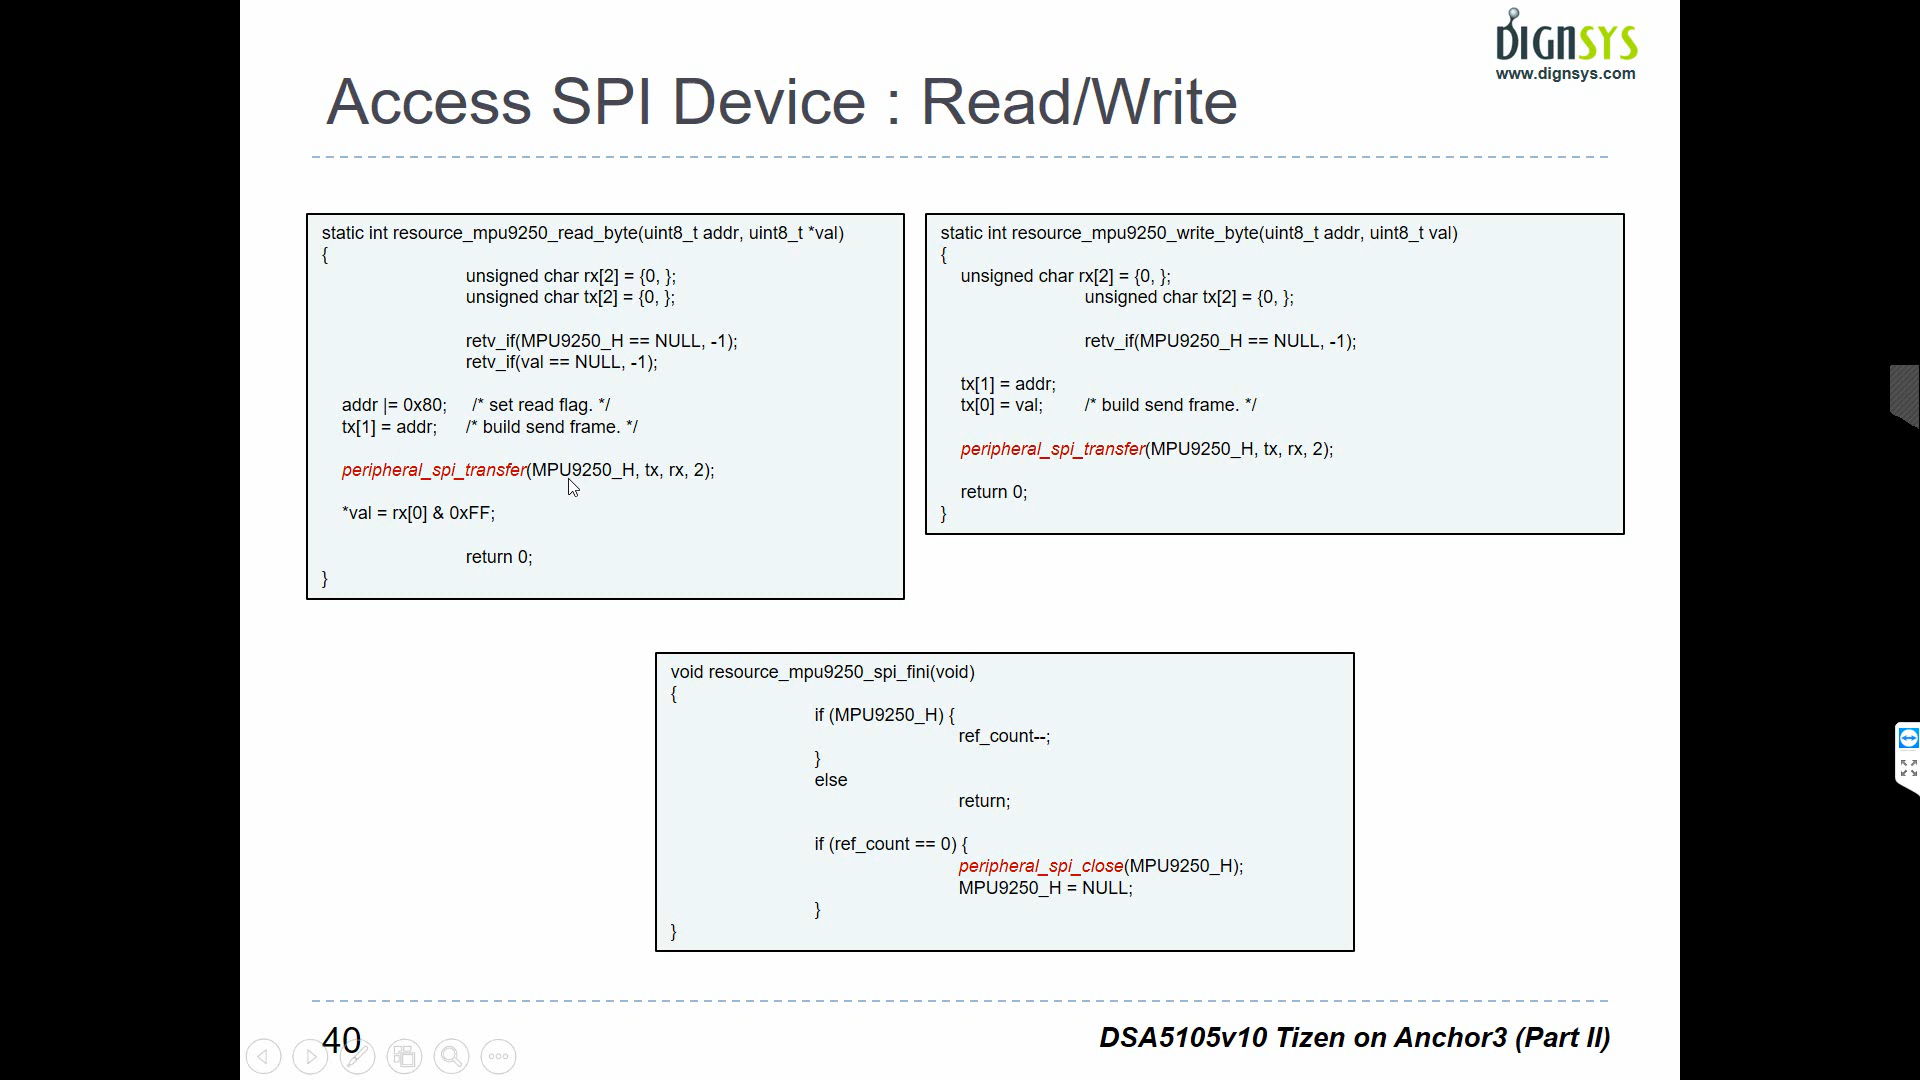 DIGNSYS
www.dignsys.com
Access SPI Device : Read/Write
static int resource_mpu9250_read_byte(uint8_t addr, uint8_t *val)
{
unsigned char rx[2] = {0, };
unsigned char tx[2] = {0, };
retv_if(MPU9250_H == NULL, -1);
retv_if(val == NULL, -1);
addr |= 0x80; /* set read flag. */
tx[1] = addr; /* build send frame. */
peripheral_spi_transfer(MPU9250_H, tx, rx, 2);
*val = rx[0] & 0xFF;
return 0;
}
static int resource_mpu9250_write_byte(uint8_t addr, uint8_t val)
{
unsigned char rx[2] = {0, };
unsigned char tx[2] = {0, };
retv_if(MPU9250_H == NULL, -1);
tx[1] = addr;
tx[0] = val; /* build send frame. */
peripheral_spi_transfer(MPU9250_H, tx, rx, 2);
return 0;
}
void resource_mpu9250_spi_fini(void)
{
if (MPU9250_H) {
ref_count--;
}
else
return;
if (ref_count == 0) {
peripheral_spi_close(MPU9250_H);
MPU9250_H = NULL;
}
}
40
DSA5105v10 Tizen on Anchor3 (Part II)